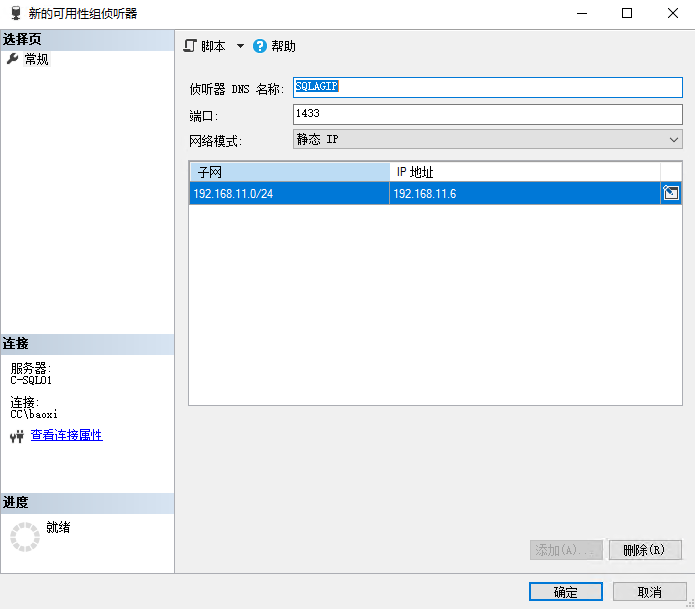 新的可用性组侦听器
选择页
常规
脚本
帮助
侦听器 DNS 名称:
SQLAGIP
端口:
1433
网络模式:
静态 IP
子网
IP 地址
192.168.11.0/24
192.168.11.6
连接
服务器:
C-SQL01
连接:
CC\baoxi
查看连接属性
进度
就绪
添加(A)...
删除(R)
确定
取消